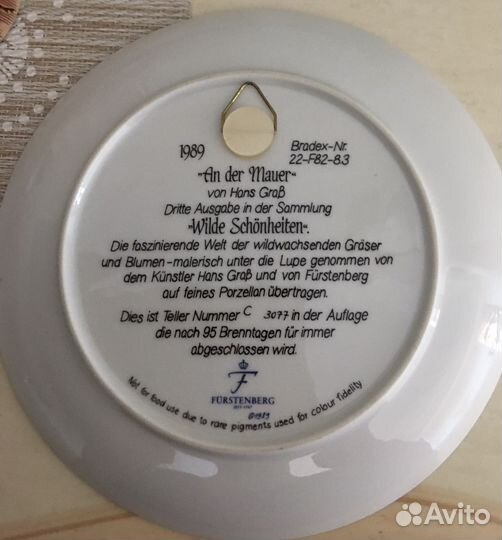 1989
Bradex-Nr.
22-F82-8.3
"An der Mauer"
von Hans Graß
Dritte Ausgabe in der Sammlung
"Wilde Schönheiten".
Die faszinierende Welt der wildwachsenden Gräser
und Blumen-malerisch unter die Lupe genommen von
dem Künstler Hans Graß und von Fürstenberg
auf feines Porzellan übertragen.
Dies ist Teller Nummer C 3077 in der Auflage
die nach 95 Brenntagen für immer
abgeschlossen wird.
F
FÜRSTENBERG
©1989
Not for food use due to rare pigments used for colour fidelity
Avito